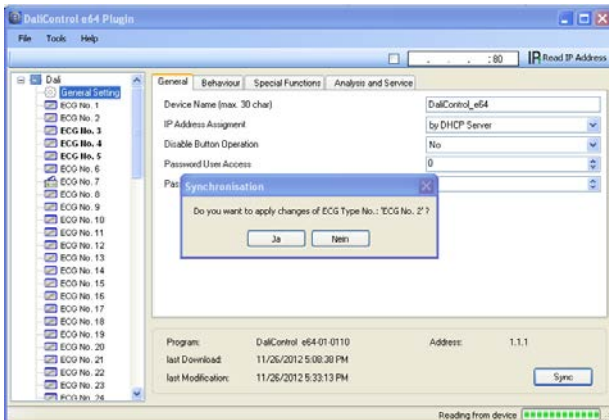 DaliControl e64 Plugin
File Tools Help
. . . :80 IP Read IP Address
Dali
General Setting
ECG No. 1
ECG No. 2
ECG No. 3
ECG No. 4
ECG No. 5
ECG No. 6
ECG No. 7
ECG No. 8
ECG No. 9
ECG No. 10
ECG No. 11
ECG No. 12
ECG No. 13
ECG No. 14
ECG No. 15
ECG No. 16
ECG No. 17
ECG No. 18
ECG No. 19
ECG No. 20
ECG No. 21
ECG No. 22
ECG No. 23
ECG No. 24
General Behaviour Special Functions Analysis and Service
Device Name (max. 30 char) DaliControl_e64
IP Address Assigment by DHCP Server
Disable Button Operation No
Password User Access 0
Pas
Synchronisation
Do you want to apply changes of ECG Type No.: 'ECG No. 2' ?
Ja Nein
Program: DaliControl e64-01-0110 Address: 1.1.1
last Download: 11/26/2012 5:08:38 PM
last Modification: 11/26/2012 5:33:13 PM
Sync
Reading from device